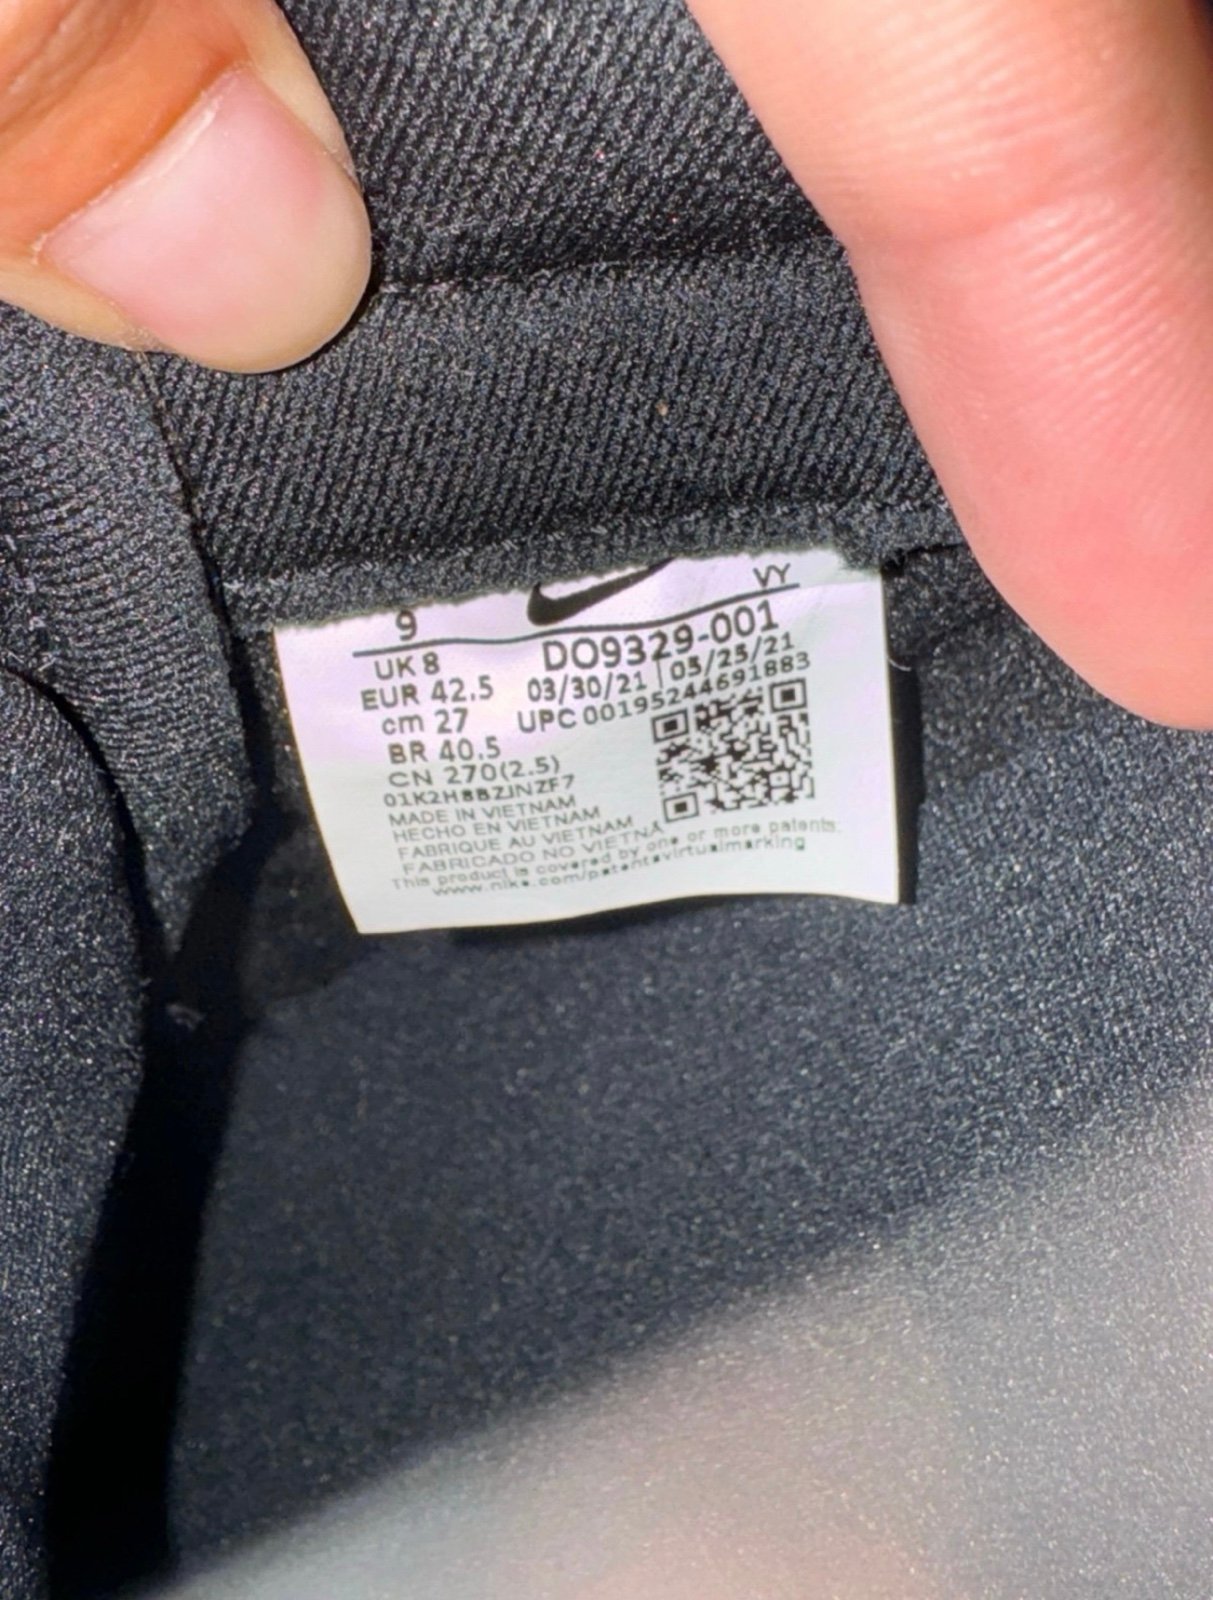 9 VY
UK 8 DO9329-001
EUR 42.5 03/30/21 05/25/21
cm 27 UPC 00195244691883
BR 40.5
CN 270(2.5)
01K2H8BZJNZF7
MADE IN VIETNAM
HECHO EN VIETNAM
FABRIQUE AU VIETNAM
FABRICADO NO VIETNA
This product is covered by one or more patents.
www.nike.com/patentsvirtualmarking